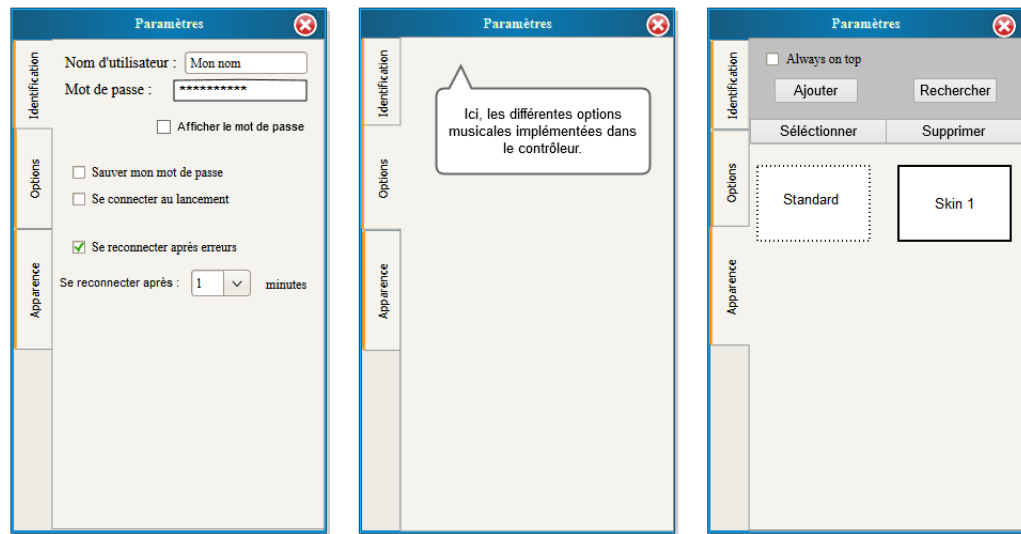 Paramètres
Identification
Options
Apparence
Nom d'utilisateur : Mon nom
Mot de passe : **********
Afficher le mot de passe
Sauver mon mot de passe
Se connecter au lancement
Se reconnecter après erreurs
Se reconnecter après : 1 minutes
Paramètres
Identification
Options
Apparence
Ici, les différentes options
musicales implémentées dans
le contrôleur.
Paramètres
Identification
Options
Apparence
Always on top
Ajouter Rechercher
Séléctionner Supprimer
Standard Skin 1